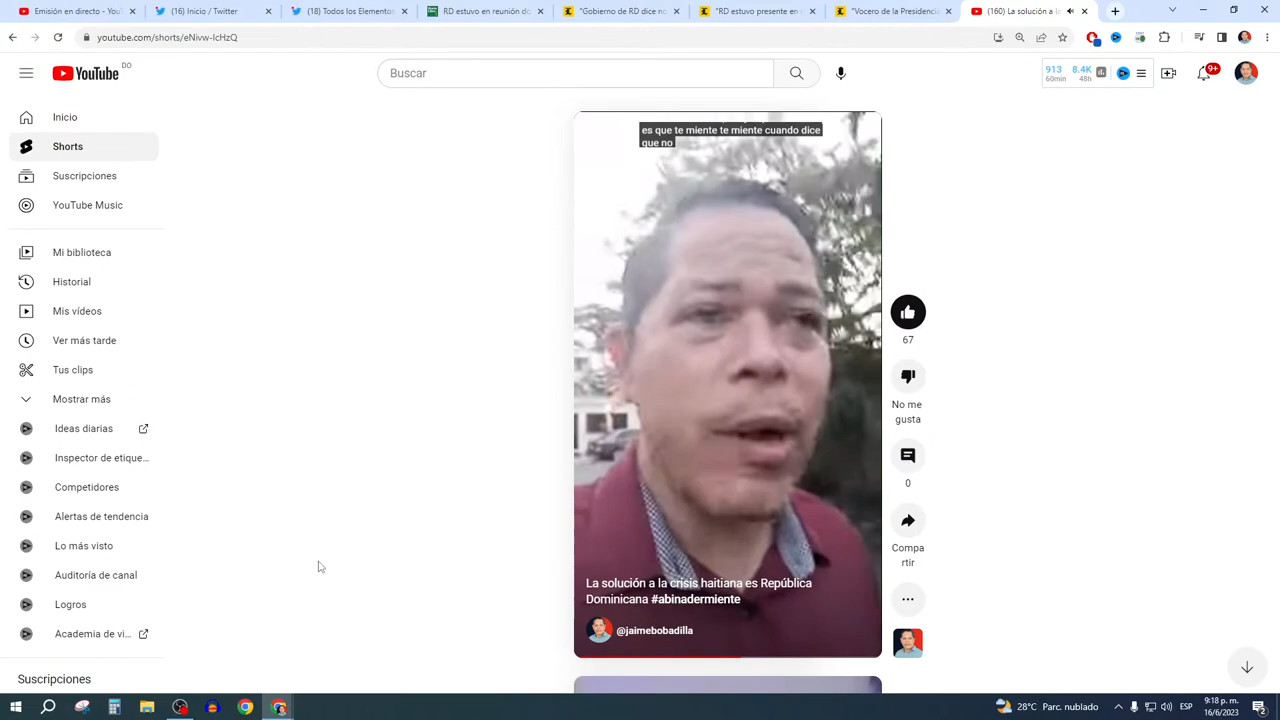 Emisión en directo - You
(16) Inicio / Twitter
(18) Todos los Elementos
RD estuvo en reunión do
"Gobierno de RD dice no
"RD estuvo presente en
"Vocero de Presidencia
(160) La solución a la
youtube.com/shorts/eNivw-IcHzQ
YouTube DO
Buscar
913
60min
8.4K
48h
9+
Inicio
Shorts
Suscripciones
YouTube Music
Mi biblioteca
Historial
Mis vídeos
Ver más tarde
Tus clips
Mostrar más
Ideas diarias
Inspector de etique...
Competidores
Alertas de tendencia
Lo más visto
Auditoría de canal
Logros
Academia de vi...
Suscripciones
es que te miente te miente cuando dice
que no
La solución a la crisis haitiana es República
Dominicana #abinadermiente
@jaimebobadilla
67
No me
gusta
0
Compa
rtir
28°C Parc. nublado
ESP
9:18 p. m.
16/6/2023
2